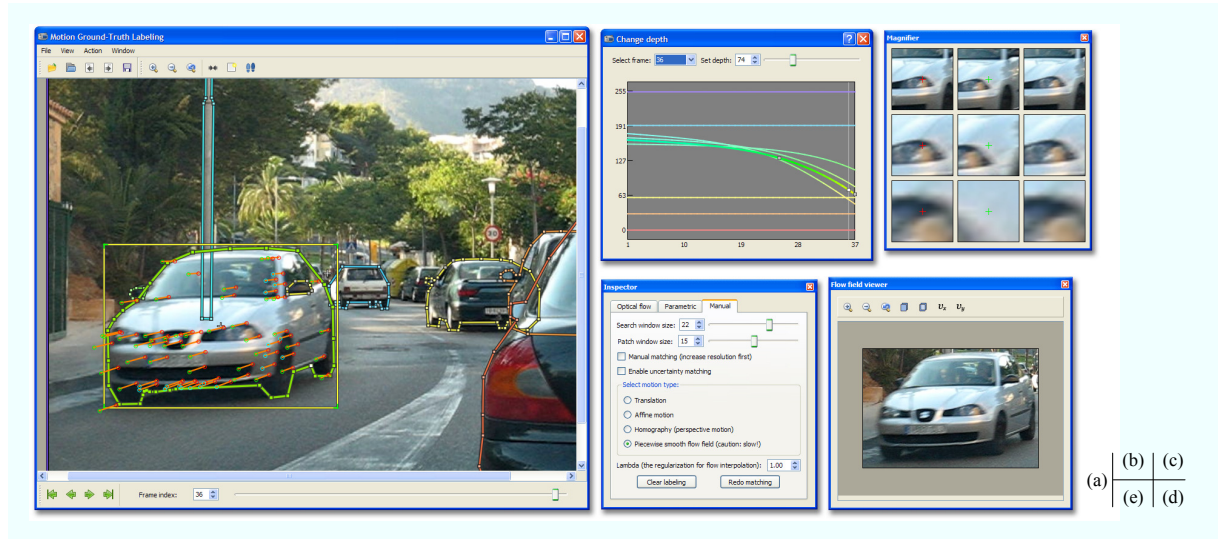 Motion Ground-Truth Labeling
File View Action Window
Frame index: 36
Change depth
Select frame: 36 Set depth: 74
255
191
127
63
0
1 10 19 28 37
Magnifier
Inspector
Optical flow Parametric Manual
Search window size: 22
Patch window size: 15
Manual matching (increase resolution first)
Enable uncertainty matching
Select motion type:
Translation
Affine motion
Homography (perspective motion)
Piecewise smooth flow field (caution: slow!)
Lambda (the regularization for flow interpolation): 1.00
Clear labeling Redo matching
Flow field viewer
Ux Uy
(a) (b) (c)
(e) (d)